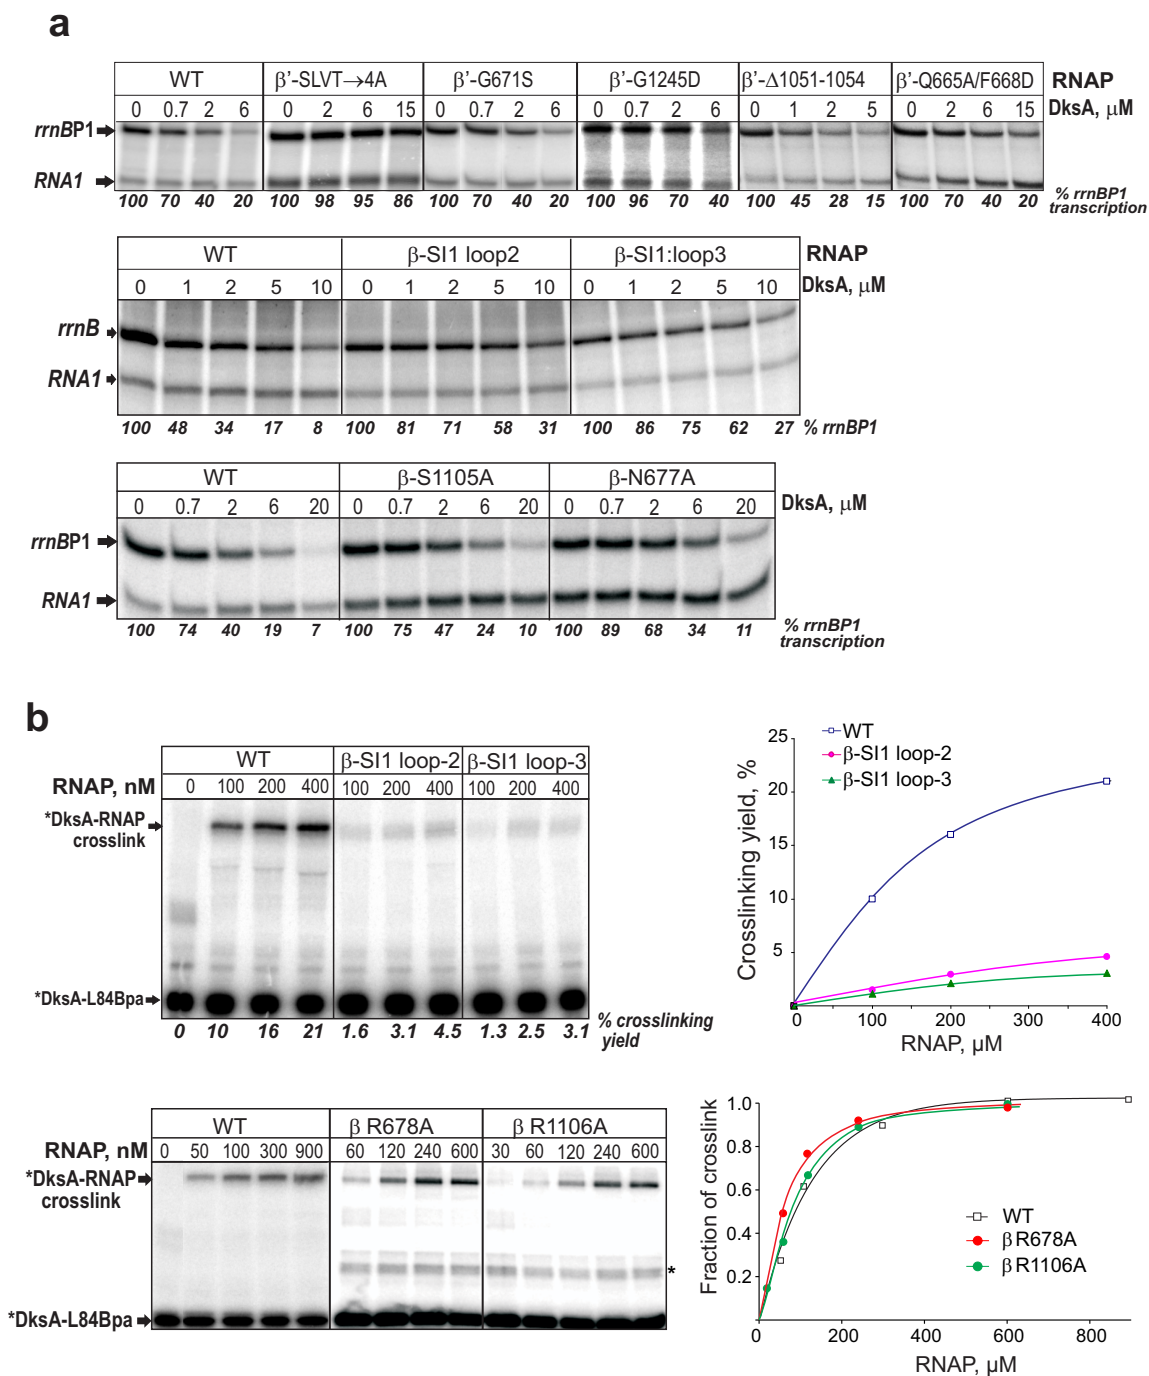 a
WT β'-SLVT→4A β'-G671S β'-G1245D β'-Δ1051-1054 β'-Q665A/F668D RNAP
0 0.7 2 6 0 2 6 15 0 0.7 2 6 0 0.7 2 6 0 1 2 5 0 2 6 15 DksA, μM
rrnBP1
RNA1
100 70 40 20 100 98 95 86 100 70 40 20 100 96 70 40 100 45 28 15 100 70 40 20 % rrnBP1
transcription
WT β-SI1 loop2 β-SI1:loop3 RNAP
0 1 2 5 10 0 1 2 5 10 0 1 2 5 10 DksA, μM
rrnB
RNA1
100 48 34 17 8 100 81 71 58 31 100 86 75 62 27 % rrnBP1
WT β-S1105A β-N677A
0 0.7 2 6 20 0 0.7 2 6 20 0 0.7 2 6 20 DksA, μM
rrnBP1
RNA1
100 74 40 19 7 100 75 47 24 10 100 89 68 34 11 % rrnBP1
transcription
b
WT β-SI1 loop-2 β-SI1 loop-3
RNAP, nM 0 100 200 400 100 200 400 100 200 400
*DksA-RNAP
crosslink
*DksA-L84Bpa
0 10 16 21 1.6 3.1 4.5 1.3 2.5 3.1 % crosslinking
yield
WT
β-SI1 loop-2
β-SI1 loop-3
Crosslinking yield, %
25
20
15
10
5
0 100 200 300 400
RNAP, μM
WT β R678A β R1106A
RNAP, nM 0 50 100 300 900 60 120 240 600 30 60 120 240 600
*DksA-RNAP
crosslink
*
*DksA-L84Bpa
Fraction of crosslink
1.0
0.8
0.6
0.4
0.2
WT
β R678A
β R1106A
0 200 400 600 800
RNAP, μM